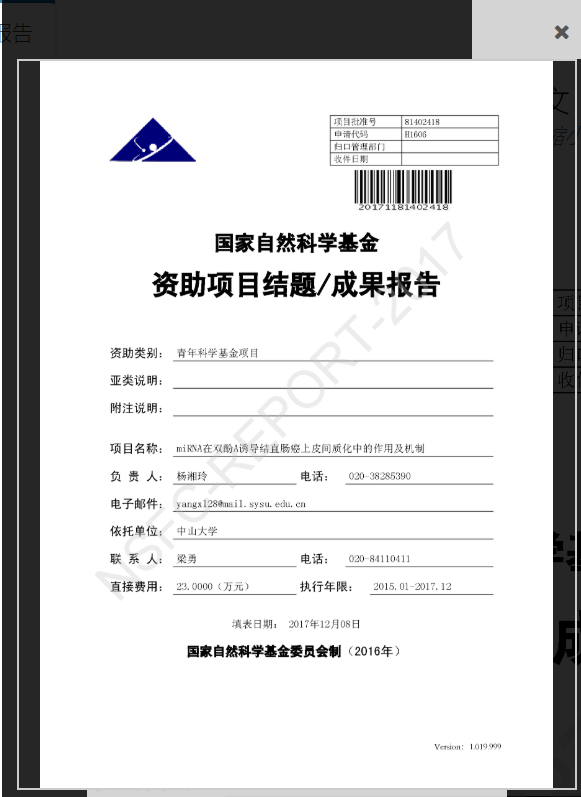 报告
×
项目批准号 81402418
申请代码 H1606
归口管理部门
收件日期
20171181402418
国家自然科学基金
资助项目结题/成果报告
资助类别： 青年科学基金项目
亚类说明：
附注说明：
项目名称： miRNA在双酚A诱导结直肠癌上皮间质化中的作用及机制
负 责 人： 杨湘玲 电话： 020-38285390
电子邮件： yangx128@mail.sysu.edu.cn
依托单位： 中山大学
联 系 人： 梁勇 电话： 020-84110411
直接费用： 23.0000（万元） 执行年限： 2015.01-2017.12
填表日期： 2017年12月08日
国家自然科学基金委员会制（2016年）
Version: 1.019.999
NSFC-REPORT-2017
文
项
申
归
收